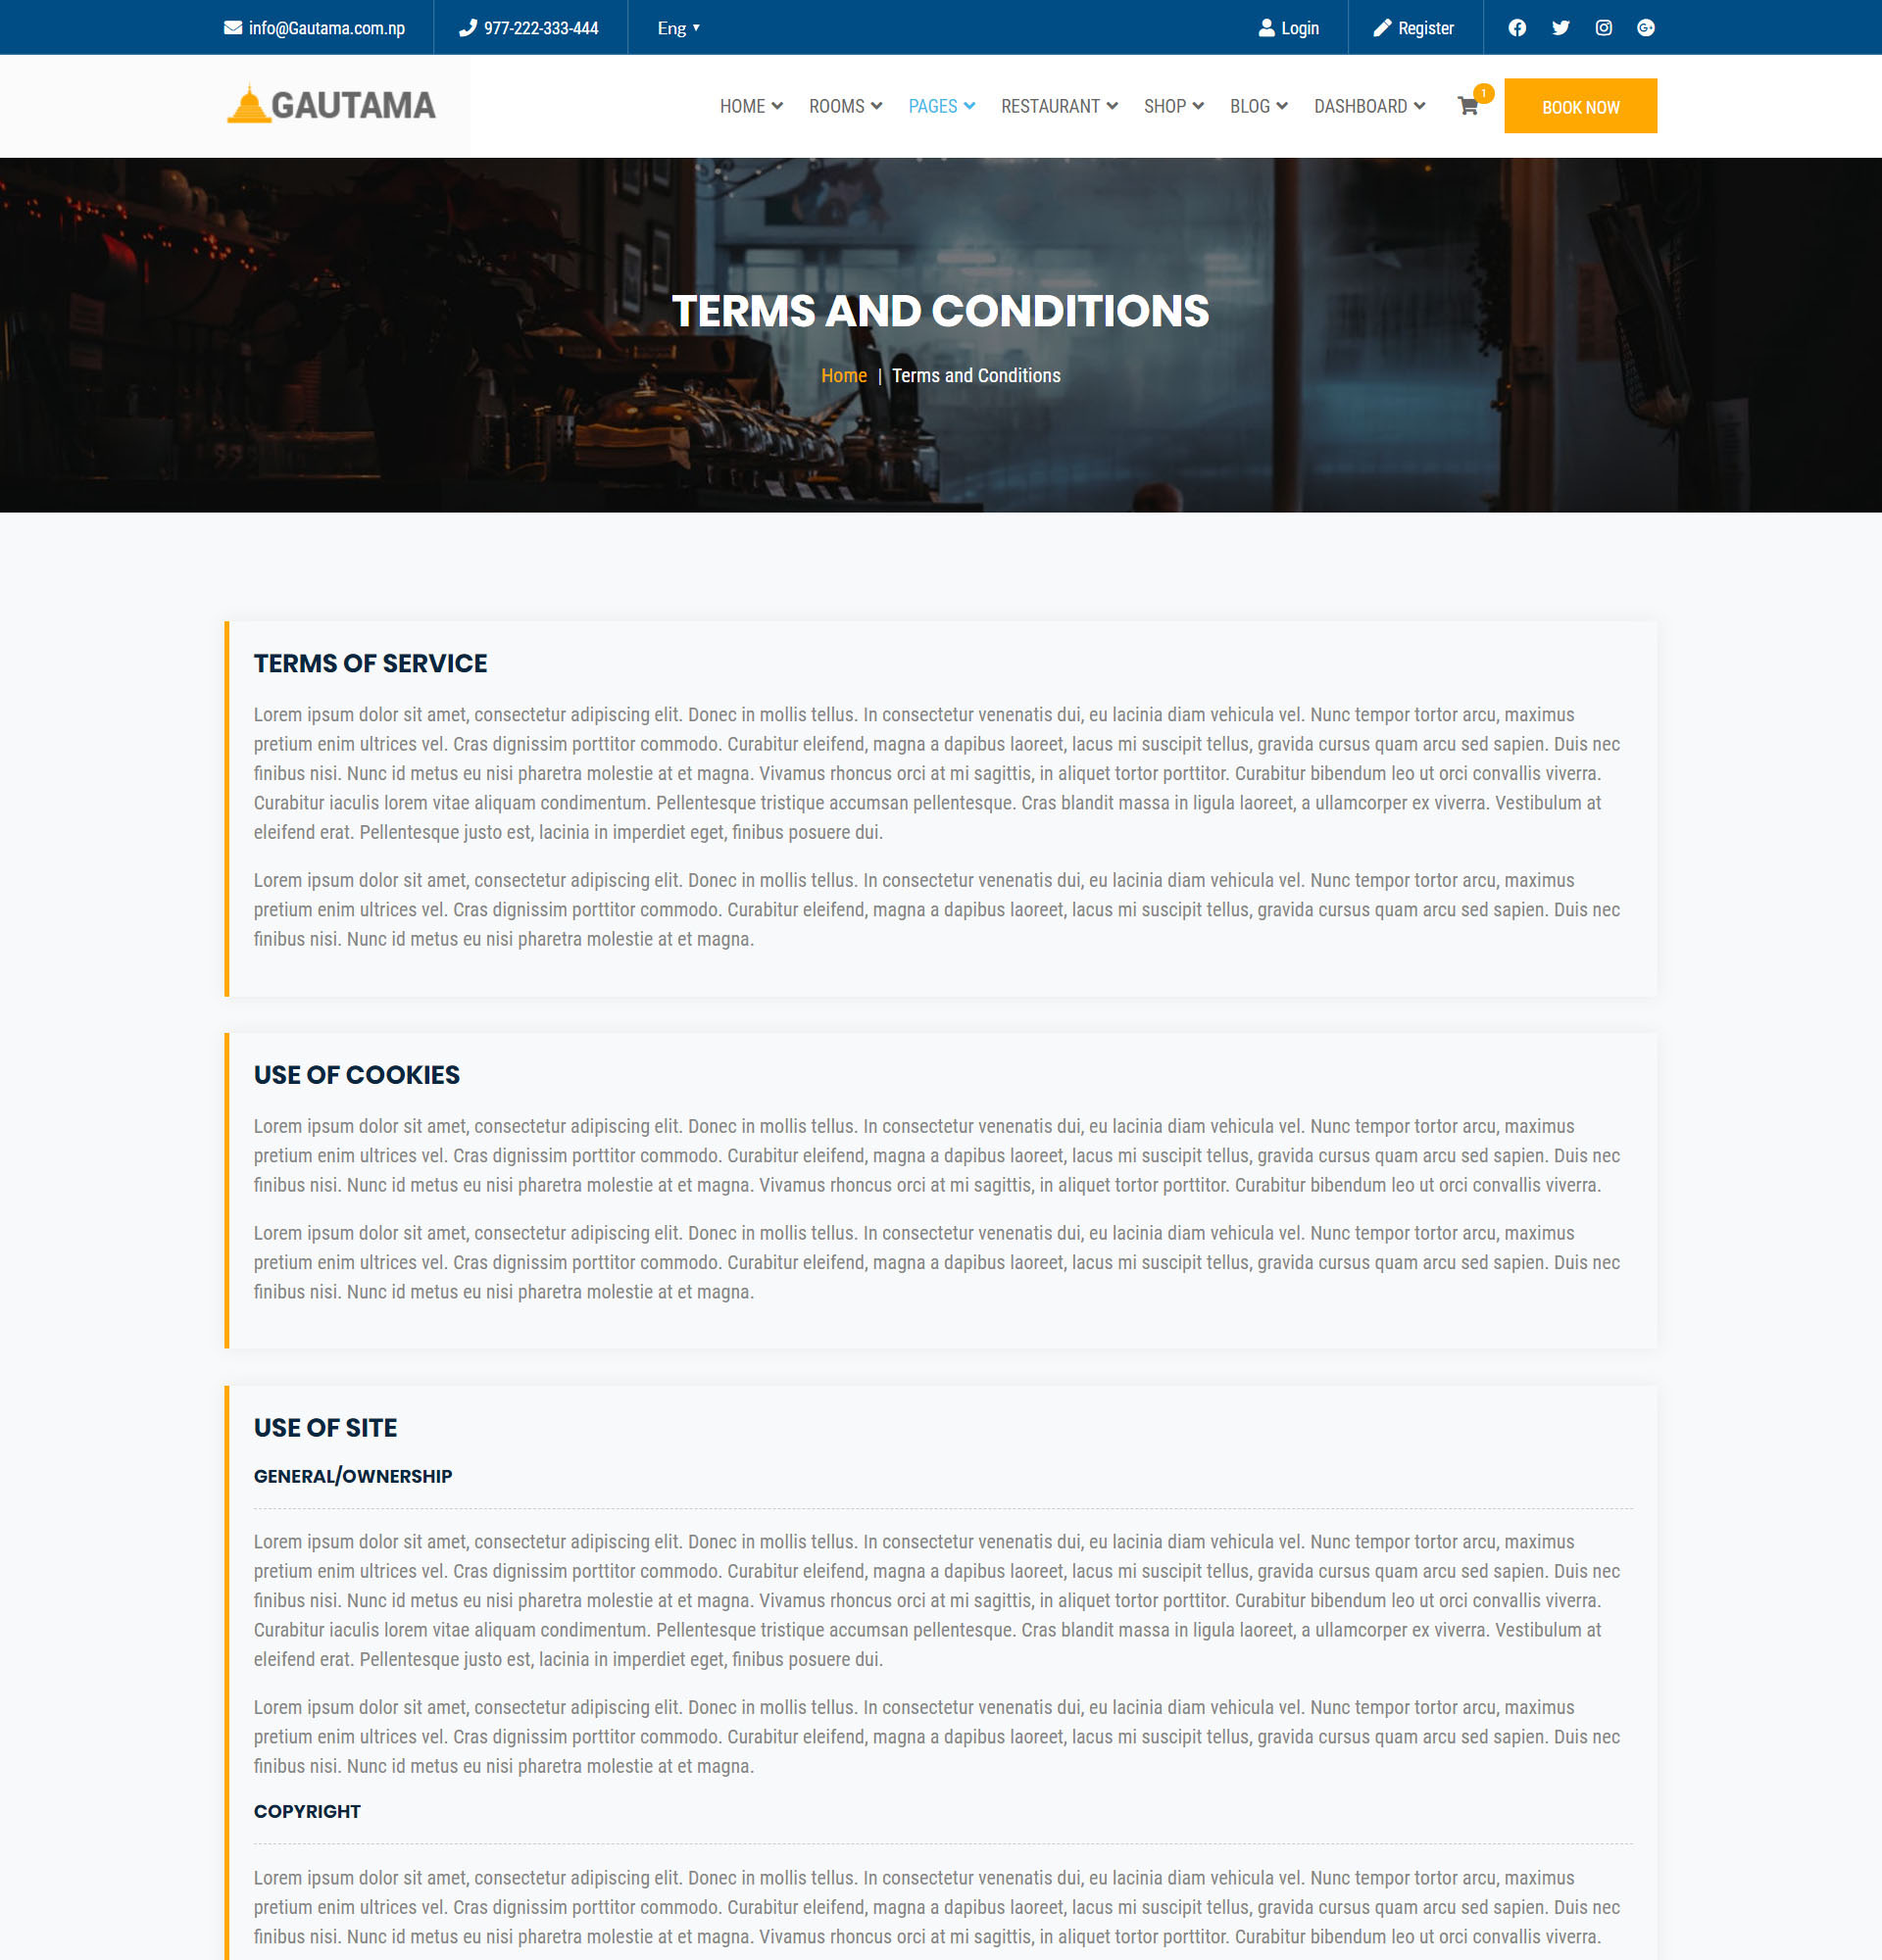 info@Gautama.com.np 977-222-333-444 Eng ▾ Login Register
GAUTAMA HOME ROOMS PAGES RESTAURANT SHOP BLOG DASHBOARD 1 BOOK NOW
TERMS AND CONDITIONS
Home | Terms and Conditions
TERMS OF SERVICE
Lorem ipsum dolor sit amet, consectetur adipiscing elit. Donec in mollis tellus. In consectetur venenatis dui, eu lacinia diam vehicula vel. Nunc tempor tortor arcu, maximus
pretium enim ultrices vel. Cras dignissim porttitor commodo. Curabitur eleifend, magna a dapibus laoreet, lacus mi suscipit tellus, gravida cursus quam arcu sed sapien. Duis nec
finibus nisi. Nunc id metus eu nisi pharetra molestie at et magna. Vivamus rhoncus orci at mi sagittis, in aliquet tortor porttitor. Curabitur bibendum leo ut orci convallis viverra.
Curabitur iaculis lorem vitae aliquam condimentum. Pellentesque tristique accumsan pellentesque. Cras blandit massa in ligula laoreet, a ullamcorper ex viverra. Vestibulum at
eleifend erat. Pellentesque justo est, lacinia in imperdiet eget, finibus posuere dui.
Lorem ipsum dolor sit amet, consectetur adipiscing elit. Donec in mollis tellus. In consectetur venenatis dui, eu lacinia diam vehicula vel. Nunc tempor tortor arcu, maximus
pretium enim ultrices vel. Cras dignissim porttitor commodo. Curabitur eleifend, magna a dapibus laoreet, lacus mi suscipit tellus, gravida cursus quam arcu sed sapien. Duis nec
finibus nisi. Nunc id metus eu nisi pharetra molestie at et magna.
USE OF COOKIES
Lorem ipsum dolor sit amet, consectetur adipiscing elit. Donec in mollis tellus. In consectetur venenatis dui, eu lacinia diam vehicula vel. Nunc tempor tortor arcu, maximus
pretium enim ultrices vel. Cras dignissim porttitor commodo. Curabitur eleifend, magna a dapibus laoreet, lacus mi suscipit tellus, gravida cursus quam arcu sed sapien. Duis nec
finibus nisi. Nunc id metus eu nisi pharetra molestie at et magna. Vivamus rhoncus orci at mi sagittis, in aliquet tortor porttitor. Curabitur bibendum leo ut orci convallis viverra.
Lorem ipsum dolor sit amet, consectetur adipiscing elit. Donec in mollis tellus. In consectetur venenatis dui, eu lacinia diam vehicula vel. Nunc tempor tortor arcu, maximus
pretium enim ultrices vel. Cras dignissim porttitor commodo. Curabitur eleifend, magna a dapibus laoreet, lacus mi suscipit tellus, gravida cursus quam arcu sed sapien. Duis nec
finibus nisi. Nunc id metus eu nisi pharetra molestie at et magna.
USE OF SITE
GENERAL/OWNERSHIP
Lorem ipsum dolor sit amet, consectetur adipiscing elit. Donec in mollis tellus. In consectetur venenatis dui, eu lacinia diam vehicula vel. Nunc tempor tortor arcu, maximus
pretium enim ultrices vel. Cras dignissim porttitor commodo. Curabitur eleifend, magna a dapibus laoreet, lacus mi suscipit tellus, gravida cursus quam arcu sed sapien. Duis nec
finibus nisi. Nunc id metus eu nisi pharetra molestie at et magna. Vivamus rhoncus orci at mi sagittis, in aliquet tortor porttitor. Curabitur bibendum leo ut orci convallis viverra.
Curabitur iaculis lorem vitae aliquam condimentum. Pellentesque tristique accumsan pellentesque. Cras blandit massa in ligula laoreet, a ullamcorper ex viverra. Vestibulum at
eleifend erat. Pellentesque justo est, lacinia in imperdiet eget, finibus posuere dui.
Lorem ipsum dolor sit amet, consectetur adipiscing elit. Donec in mollis tellus. In consectetur venenatis dui, eu lacinia diam vehicula vel. Nunc tempor tortor arcu, maximus
pretium enim ultrices vel. Cras dignissim porttitor commodo. Curabitur eleifend, magna a dapibus laoreet, lacus mi suscipit tellus, gravida cursus quam arcu sed sapien. Duis nec
finibus nisi. Nunc id metus eu nisi pharetra molestie at et magna.
COPYRIGHT
Lorem ipsum dolor sit amet, consectetur adipiscing elit. Donec in mollis tellus. In consectetur venenatis dui, eu lacinia diam vehicula vel. Nunc tempor tortor arcu, maximus
pretium enim ultrices vel. Cras dignissim porttitor commodo. Curabitur eleifend, magna a dapibus laoreet, lacus mi suscipit tellus, gravida cursus quam arcu sed sapien. Duis nec
finibus nisi. Nunc id metus eu nisi pharetra molestie at et magna. Vivamus rhoncus orci at mi sagittis, in aliquet tortor porttitor. Curabitur bibendum leo ut orci convallis viverra.